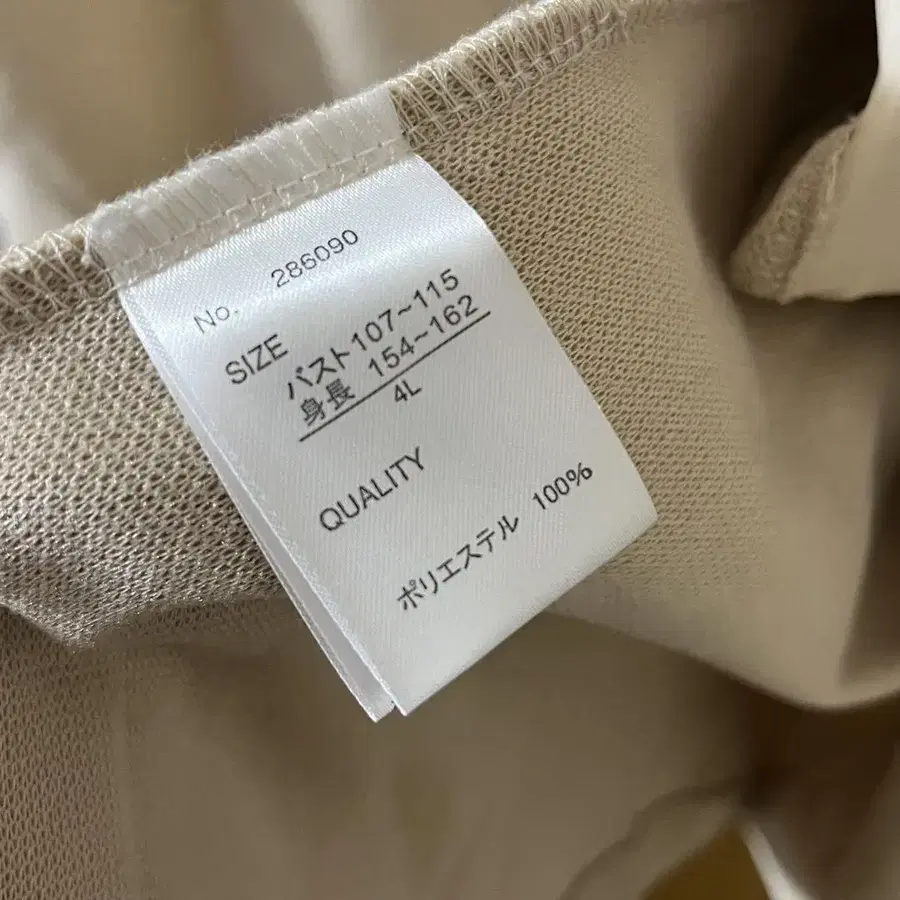 No. 286090
SIZE
バスト107~115
身長 154~162
4L
QUALITY
ポリエステル 100%